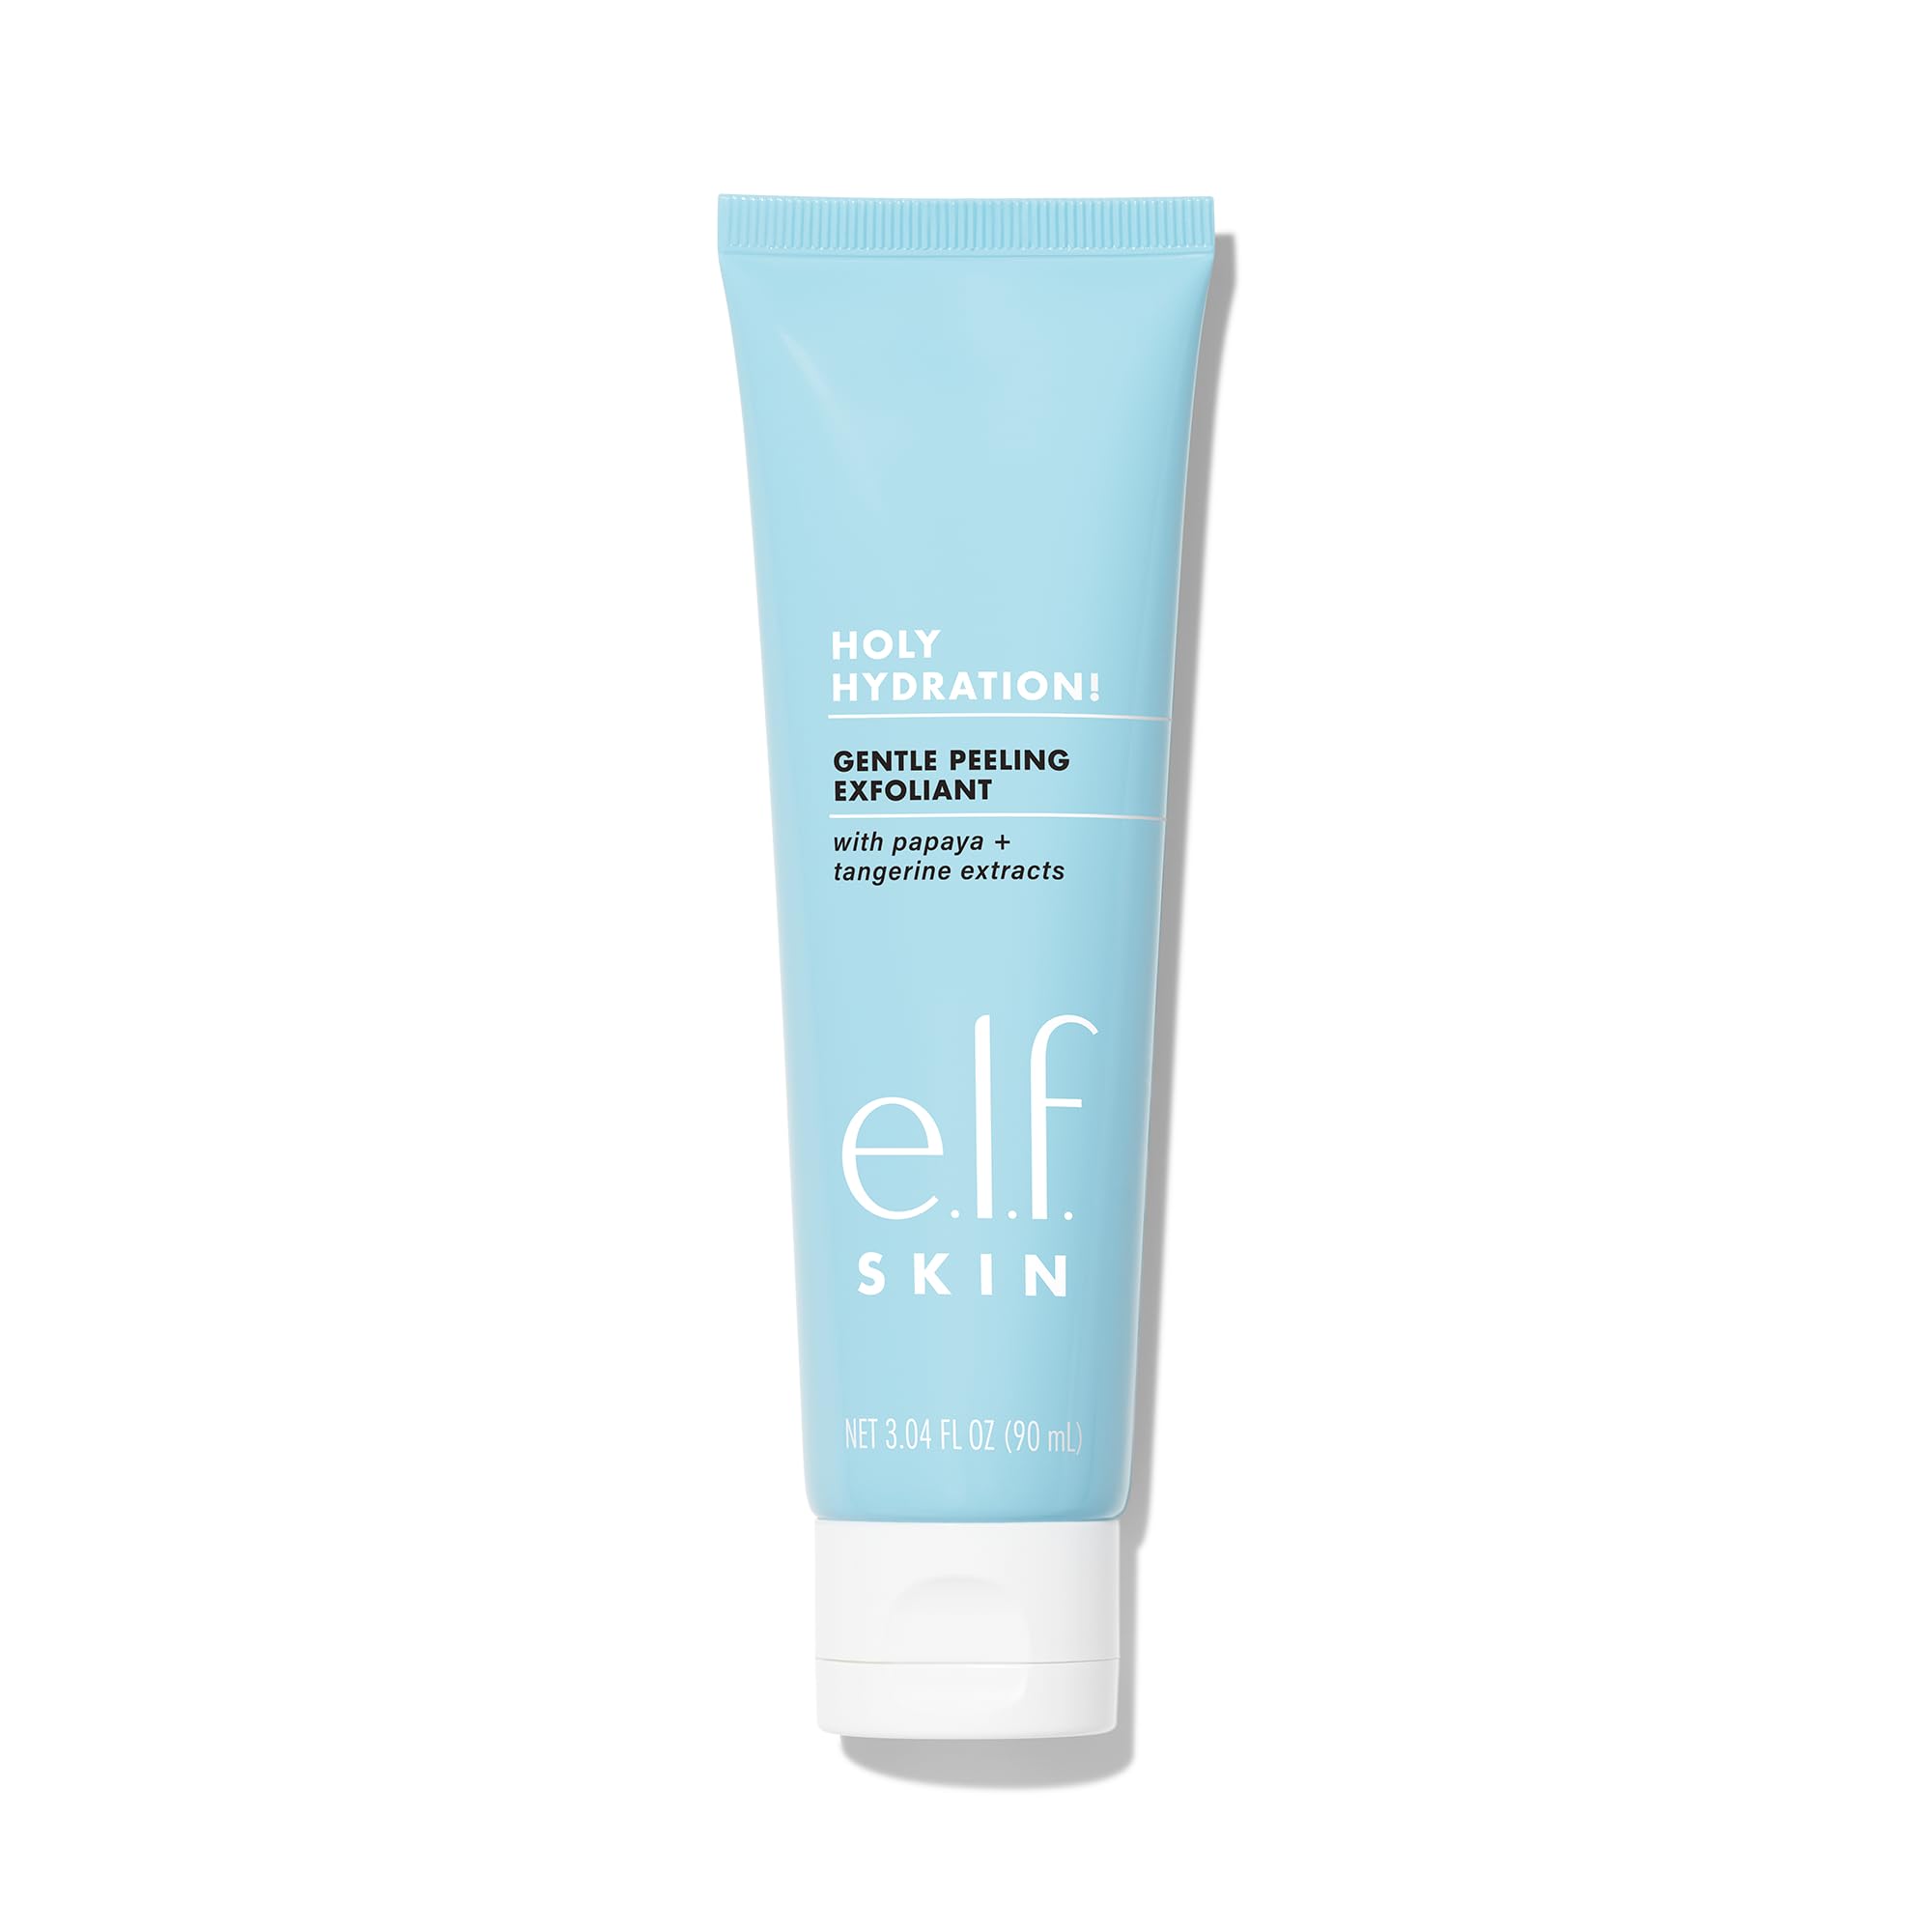 HOLY
HYDRATION!
GENTLE PEELING
EXFOLIANT
with papaya +
tangerine extracts
e.l.f.
SKIN
NET 3.04 FL OZ (90 mL)